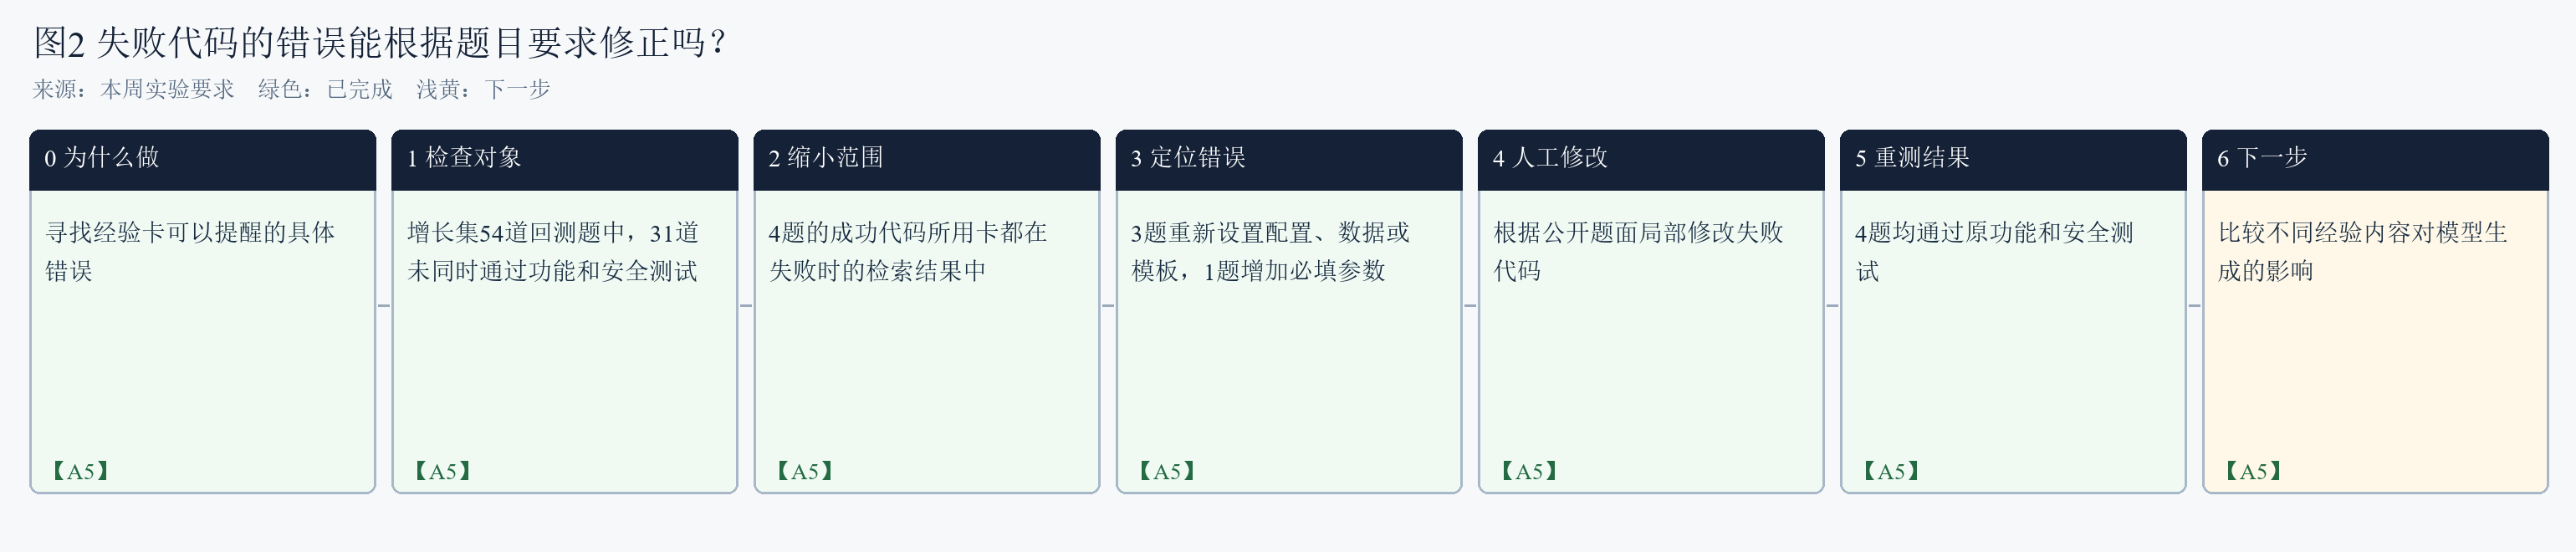 图2 失败代码的错误能根据题目要求修正吗？
来源：本周实验要求 绿色：已完成 浅黄：下一步
0 为什么做
寻找经验卡可以提醒的具体
错误
【A5】
1 检查对象
增长集54道回测题中，31道
未同时通过功能和安全测试
【A5】
2 缩小范围
4题的成功代码所用卡都在
失败时的检索结果中
【A5】
3 定位错误
3题重新设置配置、数据或
模板，1题增加必填参数
【A5】
4 人工修改
根据公开题面局部修改失败
代码
【A5】
5 重测结果
4题均通过原功能和安全测
试
【A5】
6 下一步
比较不同经验内容对模型生
成的影响
【A5】